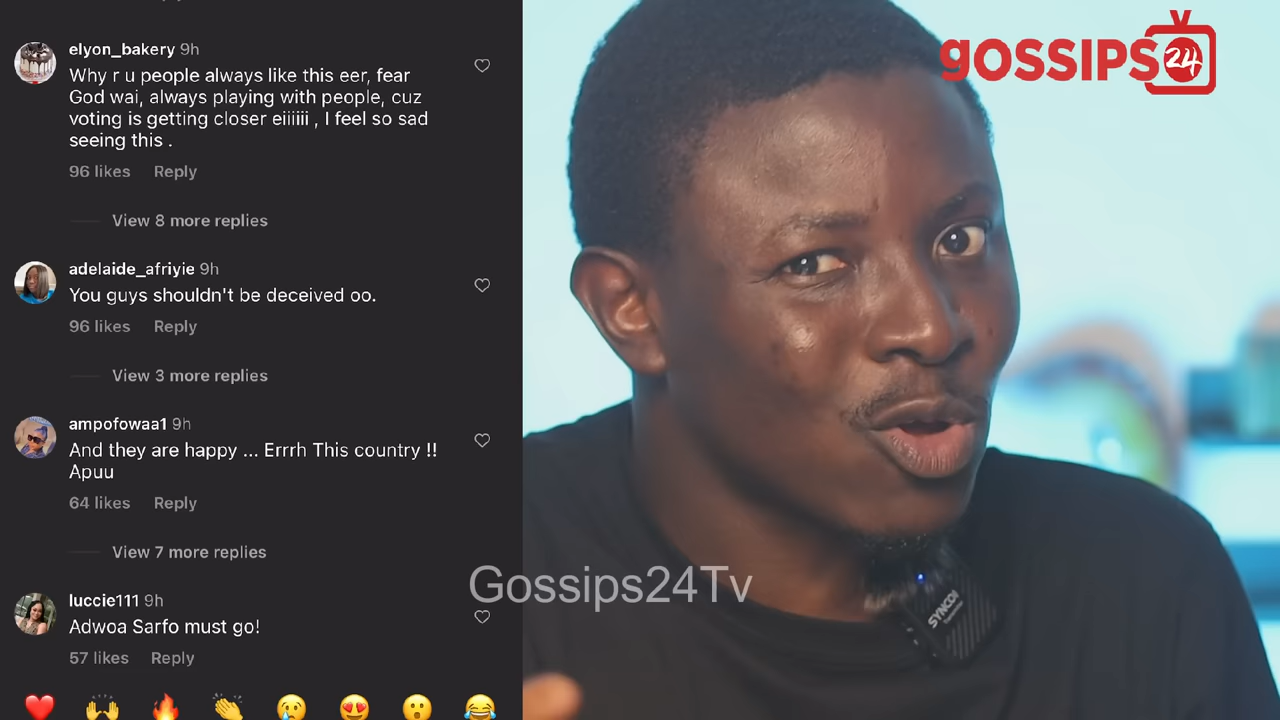 elyon_bakery 9h
Why r u people always like this eer, fear
God wai, always playing with people, cuz
voting is getting closer eiiiiii , I feel so sad
seeing this .
96 likes Reply
View 8 more replies
adelaide_afriyie 9h
You guys shouldn't be deceived oo.
96 likes Reply
View 3 more replies
ampofowaa1 9h
And they are happy ... Errrh This country !!
Apuu
64 likes Reply
View 7 more replies
luccie111 9h
Adwoa Sarfo must go!
57 likes Reply
gOSSIPS 24
Gossips24Tv
SYNCO